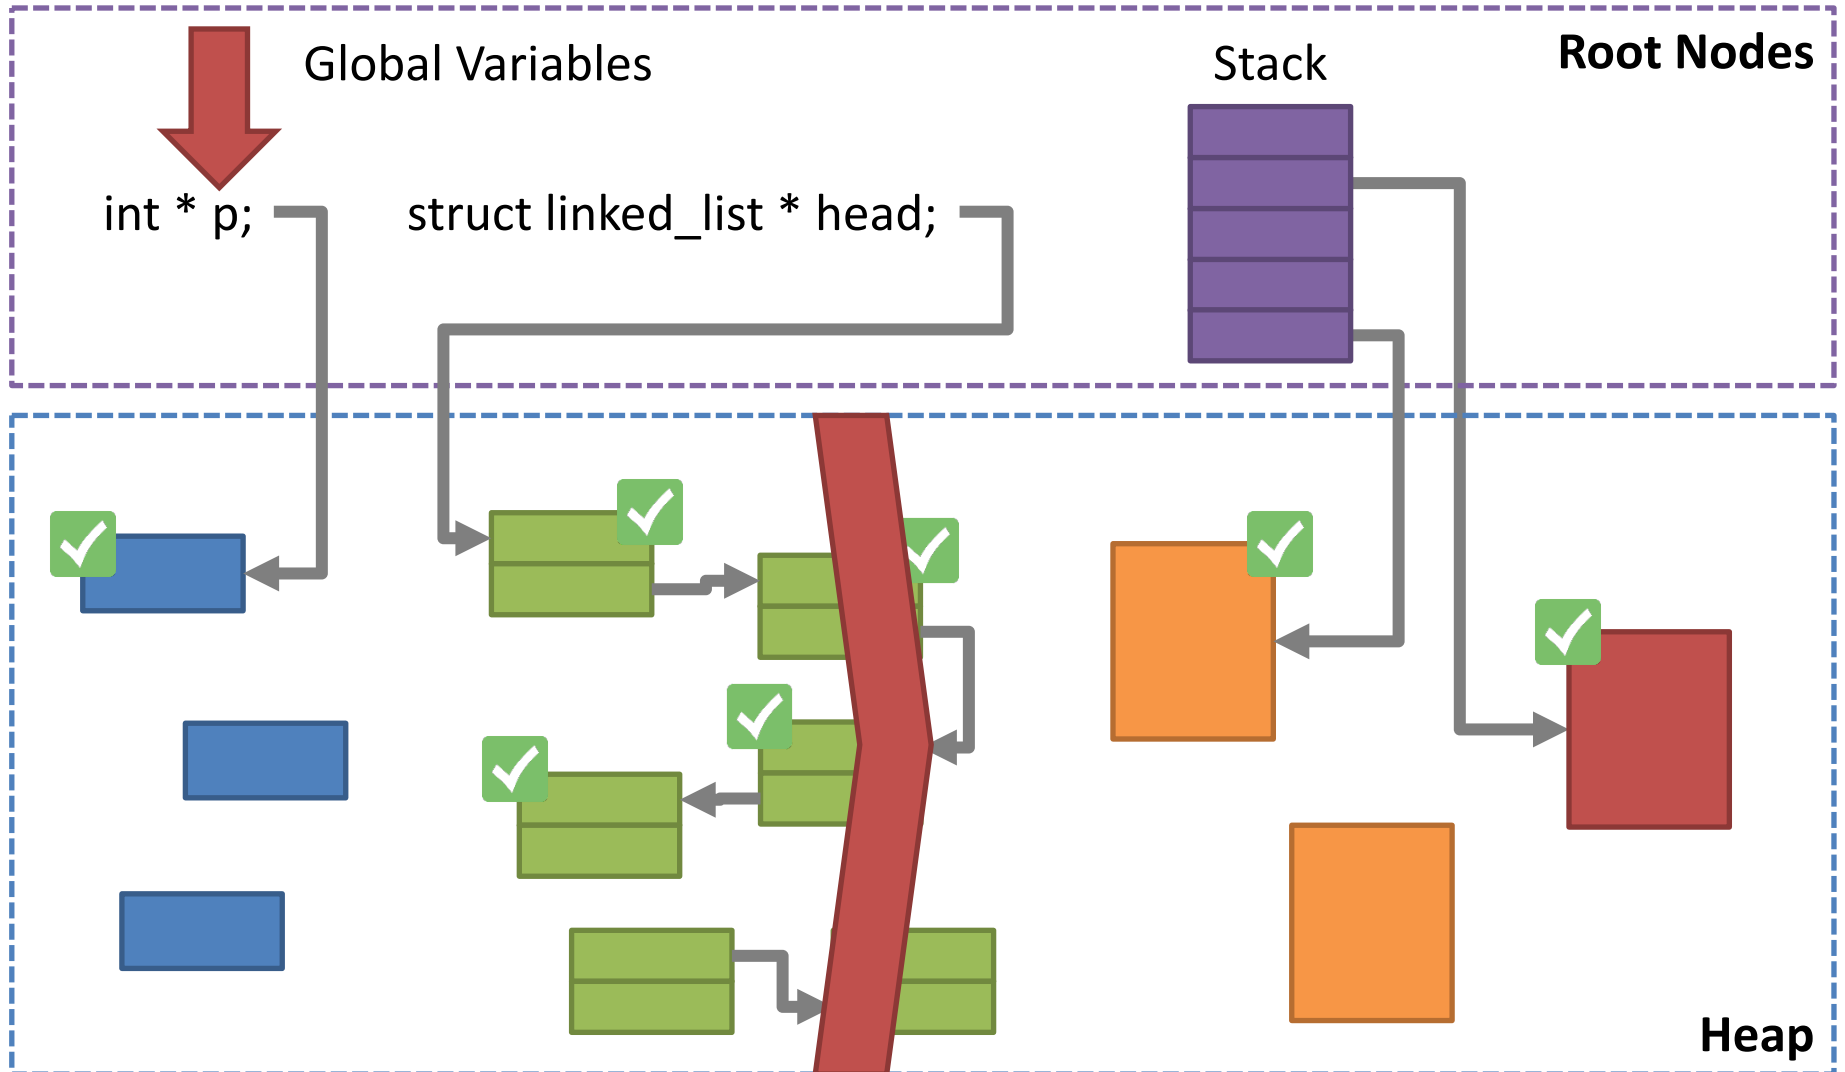 Global Variables
Stack
Root Nodes
int * p;
struct linked_list * head;
Heap